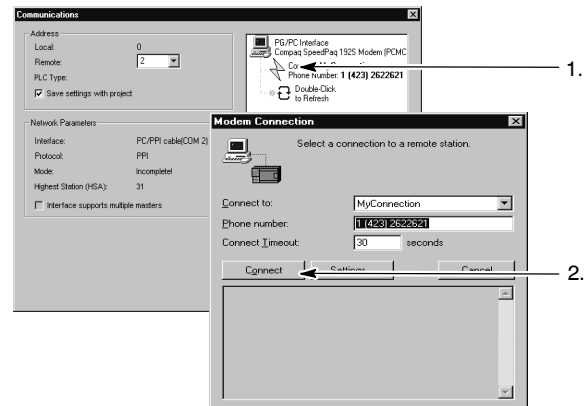 Communications
Address
Local: 0
Remote: 2
PLC Type:
Save settings with project
Network Parameters
Interface: PC/PPI cable(COM 2)
Protocol: PPI
Mode: Incomplete!
Highest Station (HSA): 31
Interface supports multiple masters
PG/PC Interface
Compaq SpeedPaq 192S Modem (PCMC
Phone Number: 1 (423) 2622621
Double-Click
to Refresh
1.
Modem Connection
Select a connection to a remote station.
Connect to: MyConnection
Phone number: 1 (423) 2622621
Connect Timeout: 30 seconds
Connect Settings... Cancel
2.